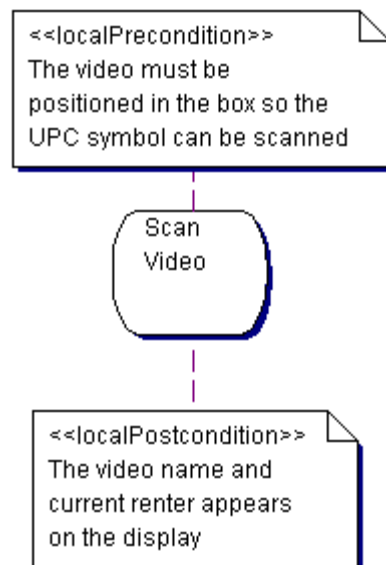 <<localPrecondition>>
The video must be
positioned in the box so the
UPC symbol can be scanned
Scan
Video
<<localPostcondition>>
The video name and
current renter appears
on the display